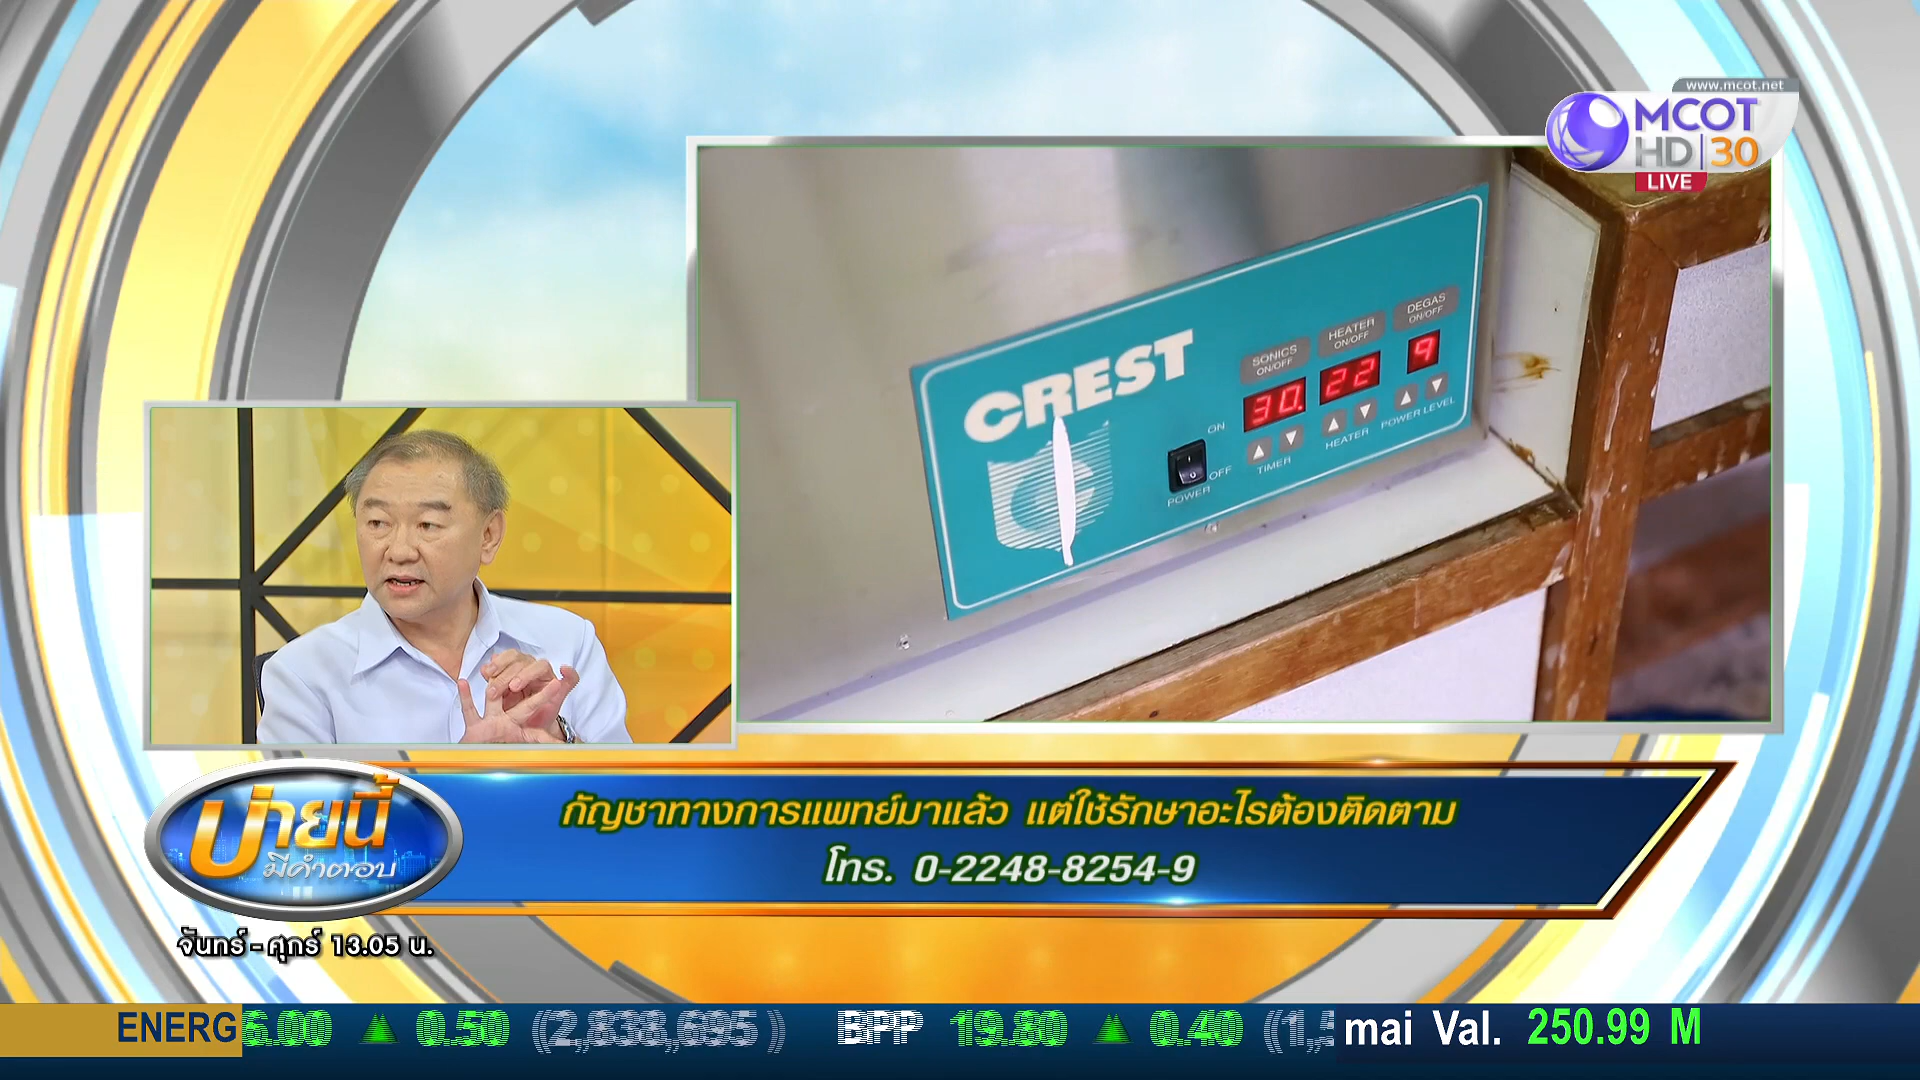 www.mcot.net
MCOT
HD 30
LIVE
CREST
SONICS
ON/OFF
HEATER
ON/OFF
DEGAS
ON/OFF
30.
22
9
ON
OFF
POWER
TIMER
HEATER
POWER LEVEL
บ่ายนี้
มีคำตอบ
กัญชาทางการแพทย์มาแล้ว แต่ใช้รักษาอะไรต้องติดตาม
โทร. 0-2248-8254-9
จันทร์ - ศุกร์ 13.05 น.
ENERG 6.00 ▲ 0.50 (2,838,695) BPP 19.80 ▲ 0.40 mai Val. 250.99 M